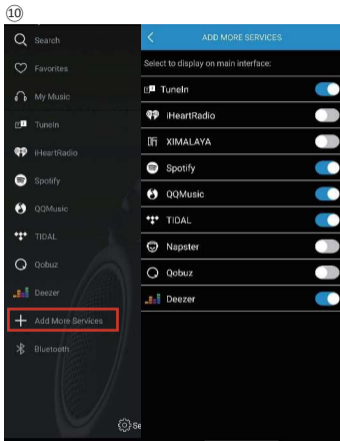 ⑩
Search
Favorites
My Music
TuneIn
iHeartRadio
Spotify
QQMusic
TIDAL
Qobuz
Deezer
Add More Services
Bluetooth
Se
ADD MORE SERVICES
Select to display on main interface:
TuneIn
iHeartRadio
XIMALAYA
Spotify
QQMusic
TIDAL
Napster
Qobuz
Deezer